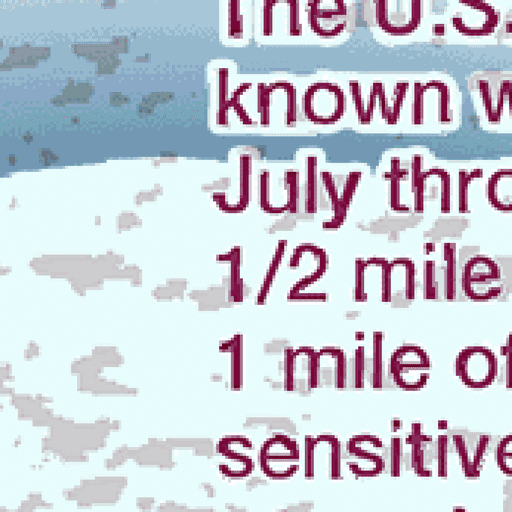 The U.S.
known w
July thro
1/2 mile
1 mile of
sensitive